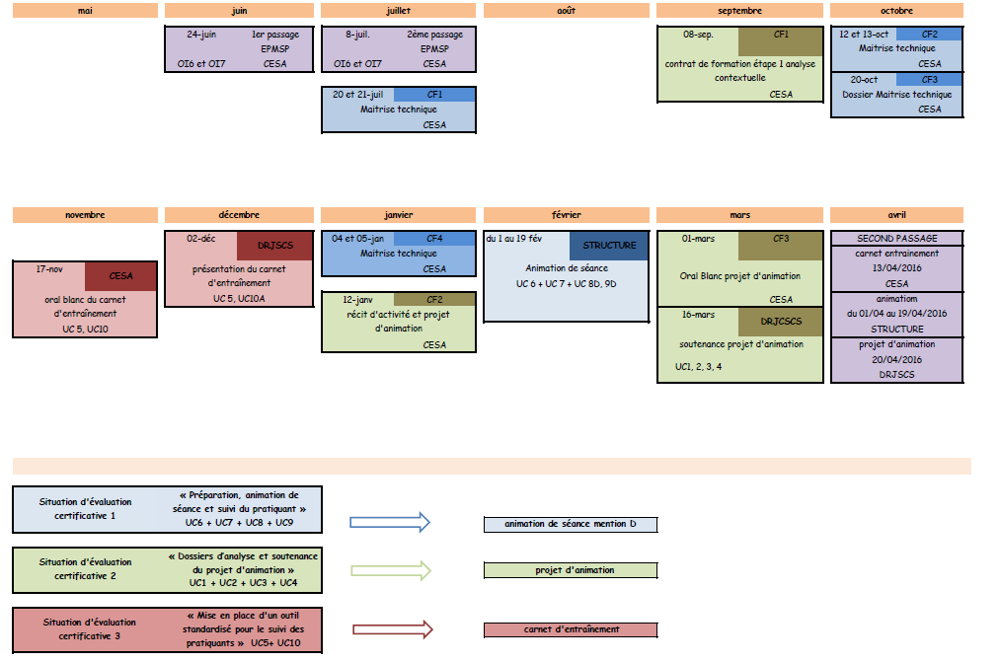 mai juin juillet août septembre octobre
24-juin 1er passage
EPMSP
OI6 et OI7 CESA
8-juil. 2ème passage
EPMSP
OI6 et OI7 CESA
20 et 21-juil CF1
Maitrise technique
CESA
08-sep. CF1
contrat de formation étape 1 analyse
contextuelle
CESA
12 et 13-oct CF2
Maitrise technique
CESA
20-oct CF3
Dossier Maitrise technique
CESA
novembre décembre janvier février mars avril
17-nov CESA
oral blanc du carnet
d'entraînement
UC 5, UC10
02-déc DRJSCS
présentation du carnet
d'entraînement
UC 5, UC10A
04 et 05-jan CF4
Maitrise technique
CESA
12-janv CF2
récit d'activité et projet
d'animation
CESA
du 1 au 19 fév STRUCTURE
Animation de séance
UC 6 + UC 7 + UC 8D, 9D
01-mars CF3
Oral Blanc projet d'animation
CESA
16-mars DRJCSCS
soutenance projet d'animation
UC1, 2, 3, 4
SECOND PASSAGE
carnet entrainement
13/04/2016
CESA
animatiom
du 01/04 au 19/04/2016
STRUCTURE
projet d'animation
20/04/2016
DRJSCS
Situation d'évaluation
certificative 1
« Préparation, animation de
séance et suivi du pratiquant »
UC6 + UC7 + UC8 + UC9
animation de séance mention D
Situation d'évaluation
certificative 2
« Dossiers d'analyse et soutenance
du projet d'animation »
UC1 + UC2 + UC3 + UC4
projet d'animation
Situation d'évaluation
certificative 3
« Mise en place d'un outil
standardisé pour le suivi des
pratiquants » UC5+ UC10
carnet d'entraînement